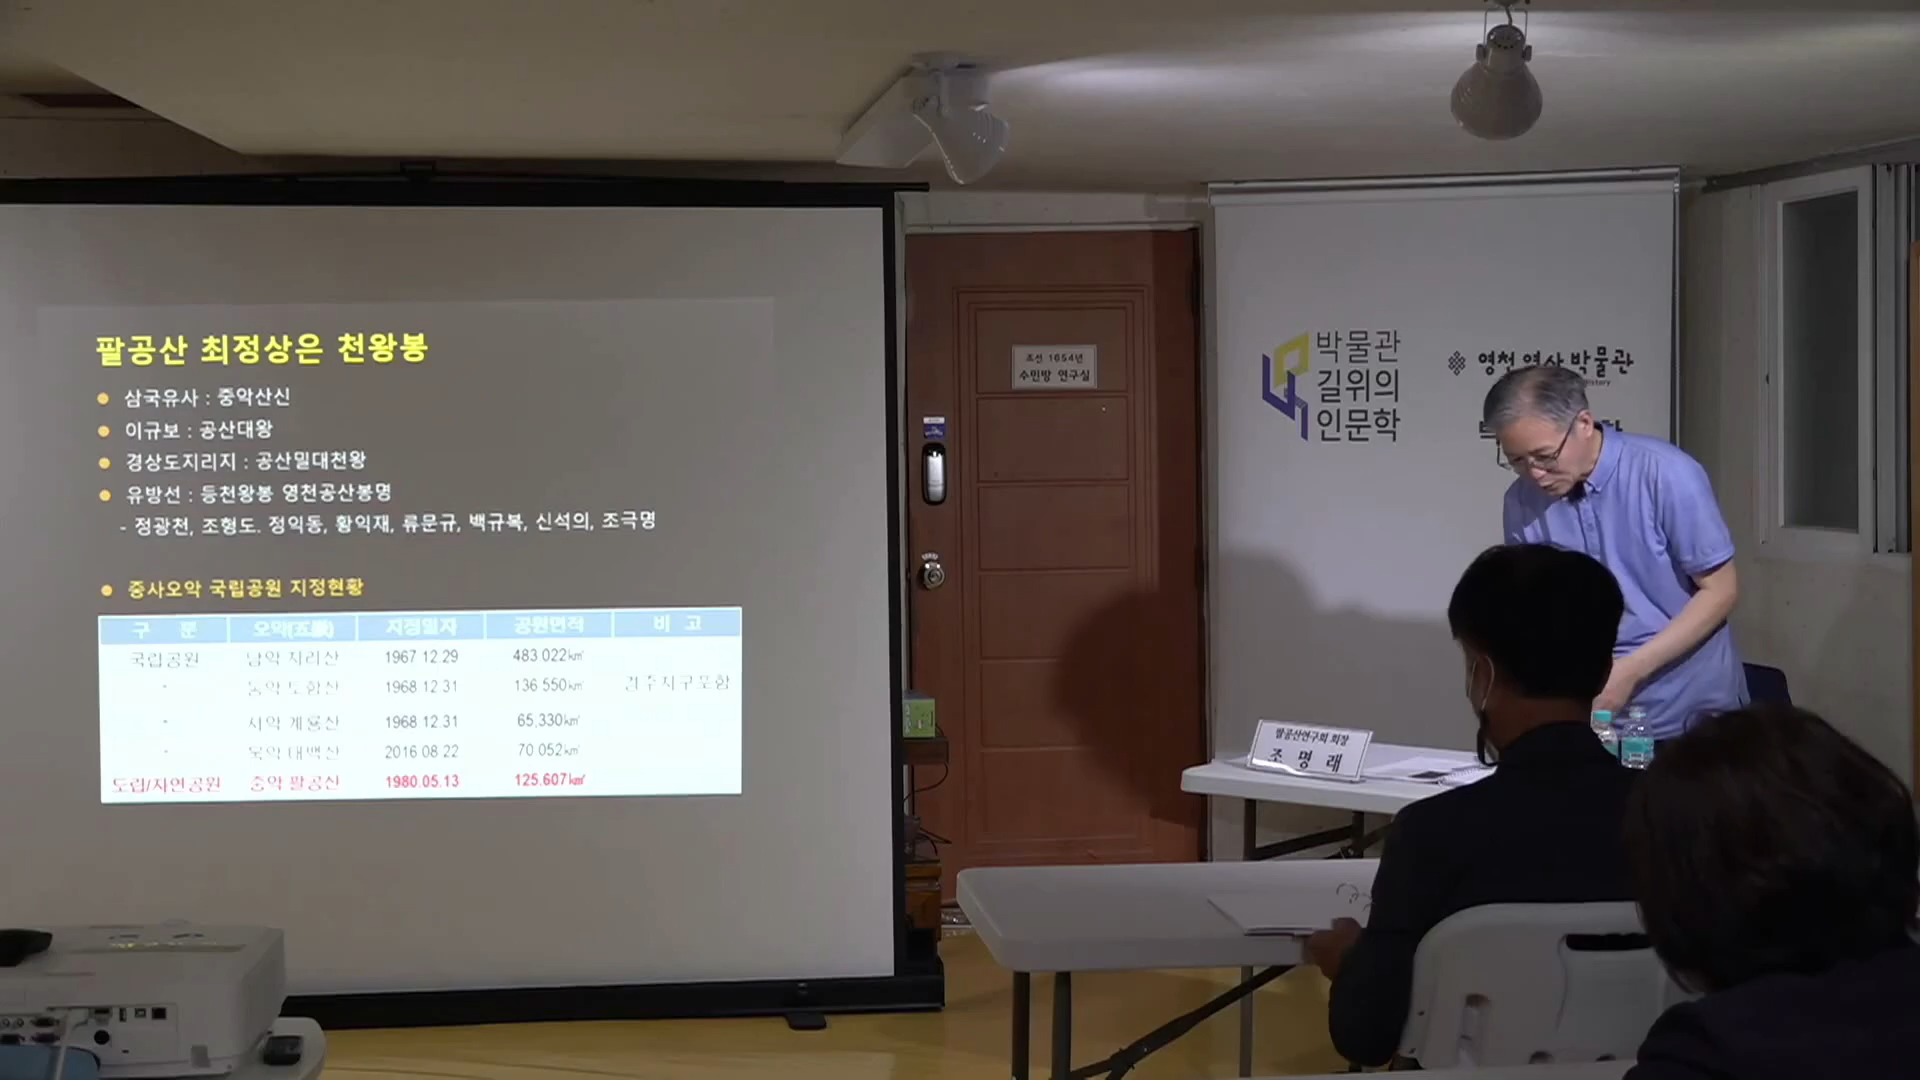 팔공산 최정상은 천왕봉
삼국유사 : 중악산신
이규보 : 공산대왕
경상도지리지 : 공산밀대천왕
유방선 : 등천왕봉 영천공산봉명
- 정광천, 조형도. 정익동, 황익재, 류문규, 백규복, 신석의, 조극명
중사오악 국립공원 지정현황
구 분 오악(五嶽) 지정일자 공원면적 비 고
국립공원 남악 지리산 1967 12.29 483 022㎢
" 동악 토함산 1968 12 31 136 550㎢ 경주지구포함
" 서악 계룡산 1968 12.31 65,330㎢
" 북악 태백산 2016 08 22 70 052㎢
도립/자연공원 중악 팔공산 1980.05.13 125.607㎢
조선 1654년
수민방 연구실
박물관
길위의
인문학
영천 역사 박물관
History
팔공산연구회 회장
조 명 래